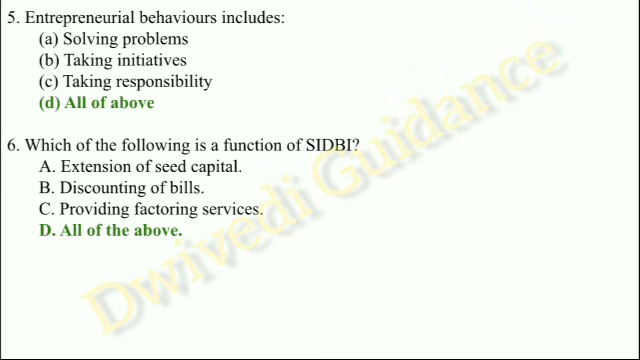 5. Entrepreneurial behaviours includes:
(a) Solving problems
(b) Taking initiatives
(c) Taking responsibility
(d) All of above
6. Which of the following is a function of SIDBI?
A. Extension of seed capital.
B. Discounting of bills.
C. Providing factoring services.
D. All of the above.
Dwivedi Guidance